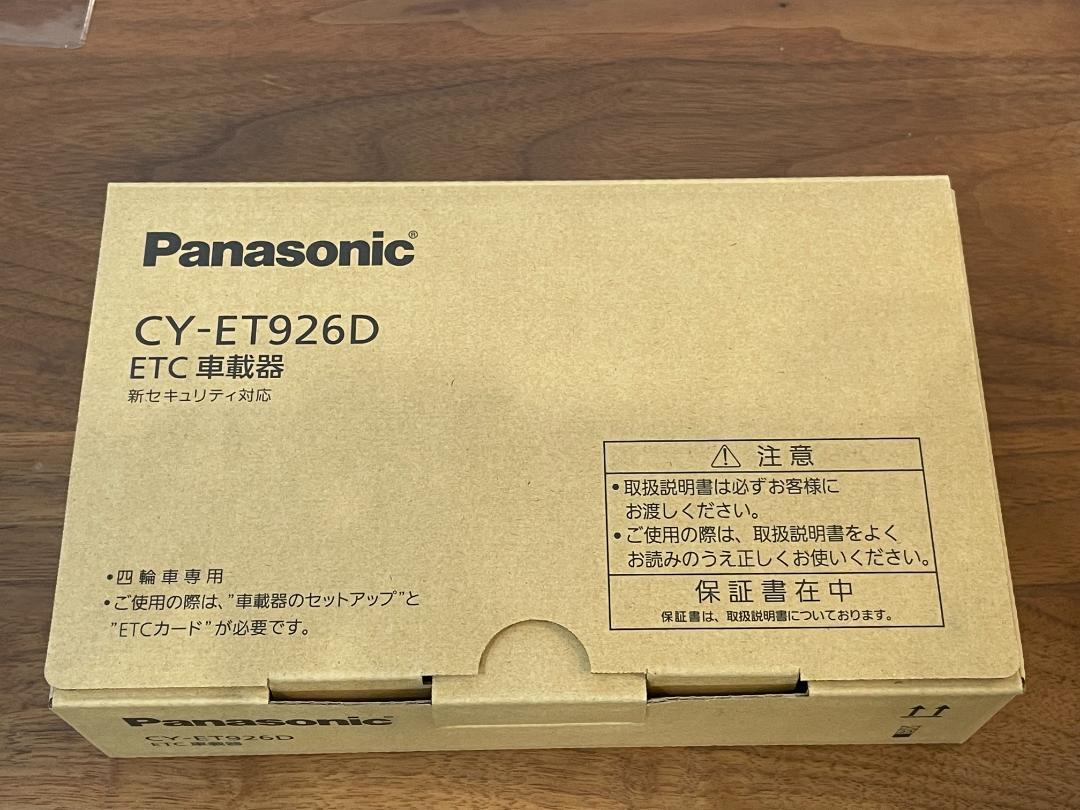 Panasonic®
CY-ET926D
ETC 車載器
新セキュリティ対応
⚠ 注意
•取扱説明書は必ずお客様に
お渡しください。
•ご使用の際は、取扱説明書をよく
お読みのうえ正しくお使いください。
保証書在中
保証書は、取扱説明書についております。
•四輪車専用
•ご使用の際は、"車載器のセットアップ"と
"ETCカード"が必要です。
Panasonic®
CY-ET926D
ETC 車載器